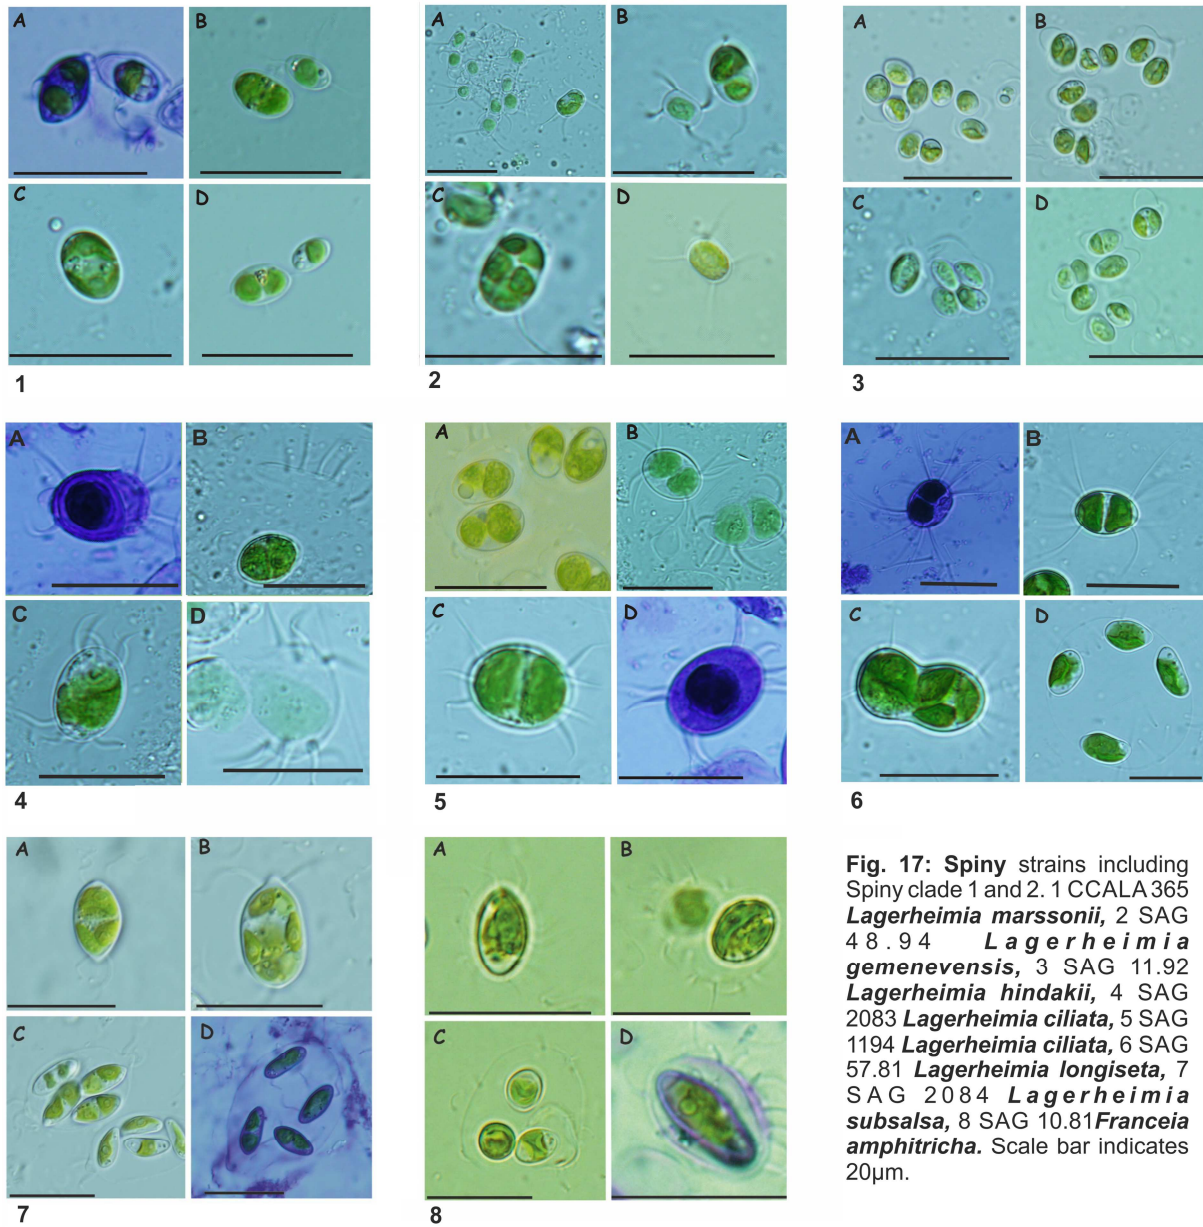 A B A B A B
C D C D C D
1 2 3
A B A B A B
C D C D C D
4 5 6
A B A B
C D C D
7 8
Fig. 17: Spiny strains including
Spiny clade 1 and 2. 1 CCALA 365
Lagerheimia marssonii, 2 SAG
48.94 Lagerheimia
gemenevensis, 3 SAG 11.92
Lagerheimia hindakii, 4 SAG
2083 Lagerheimia ciliata, 5 SAG
1194 Lagerheimia ciliata, 6 SAG
57.81 Lagerheimia longiseta, 7
SAG 2084 Lagerheimia
subsalsa, 8 SAG 10.81Franceia
amphitricha. Scale bar indicates
20µm.